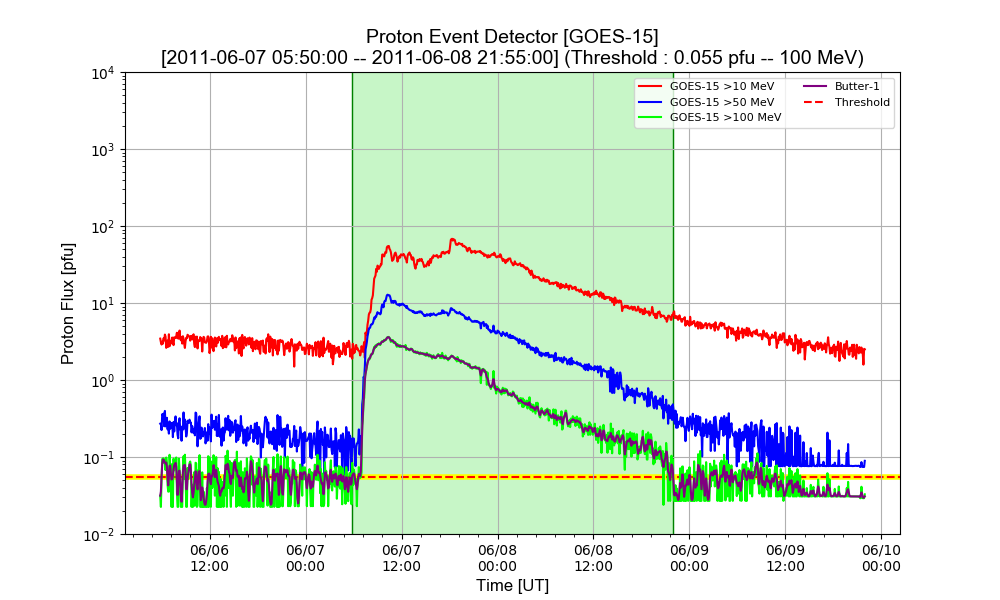 Proton Event Detector [GOES-15]
[2011-06-07 05:50:00 -- 2011-06-08 21:55:00] (Threshold : 0.055 pfu -- 100 MeV)
GOES-15 >10 MeV
GOES-15 >50 MeV
GOES-15 >100 MeV
Butter-1
Threshold
Proton Flux [pfu]
10^4
10^3
10^2
10^1
10^0
10^-1
10^-2
06/06 06/07 06/07 06/08 06/08 06/09 06/09 06/10
12:00 00:00 12:00 00:00 12:00 00:00 12:00 00:00
Time [UT]